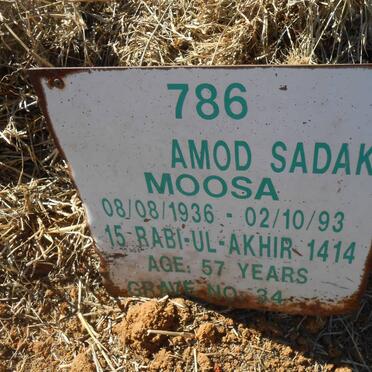 786
AMOD SADAK
MOOSA
08/08/1936 - 02/10/93
15 RABI-UL-AKHIR 1414
AGE: 57 YEARS
GRAVE NO: 34